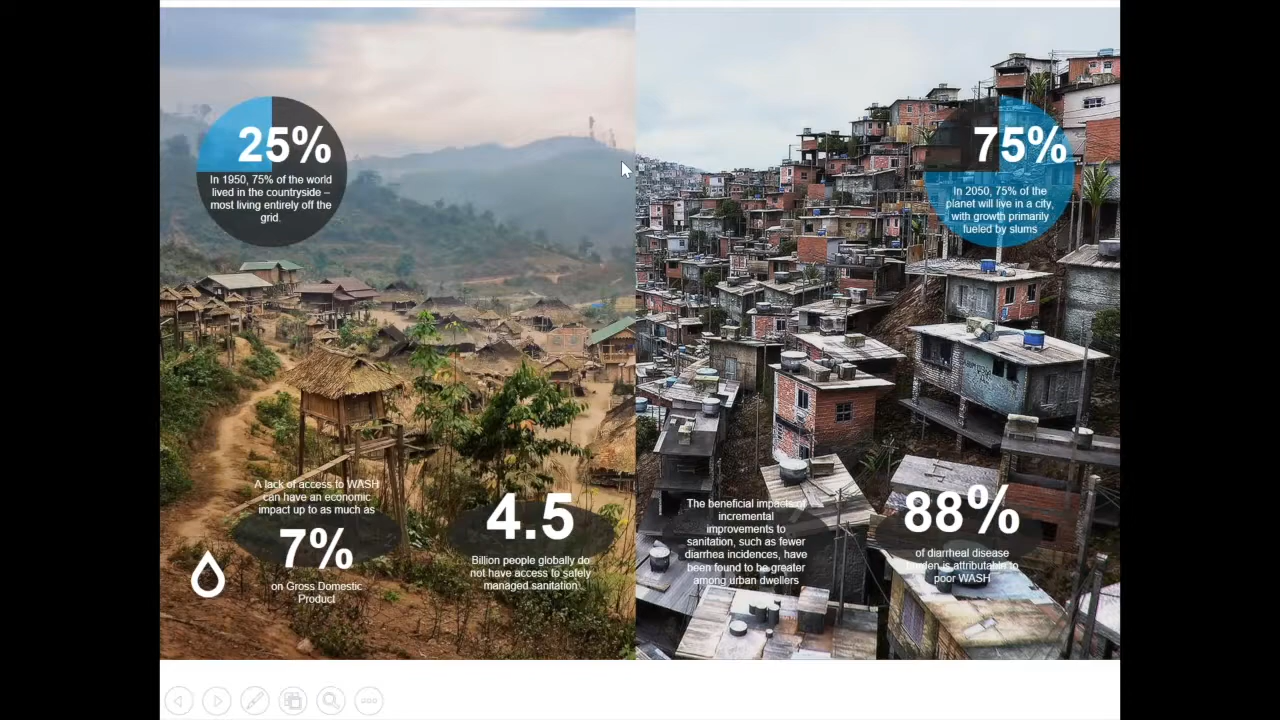 25%
In 1950, 75% of the world
lived in the countryside –
most living entirely off the
grid.
75%
In 2050, 75% of the
planet will live in a city,
with growth primarily
fueled by slums
A lack of access to WASH
can have an economic
impact up to as much as
7%
on Gross Domestic
Product
4.5
Billion people globally do
not have access to safely
managed sanitation.
The beneficial impacts of
incremental
improvements to
sanitation, such as fewer
diarrhea incidences, have
been found to be greater
among urban dwellers
88%
of diarrheal disease
burden is attributable to
poor WASH